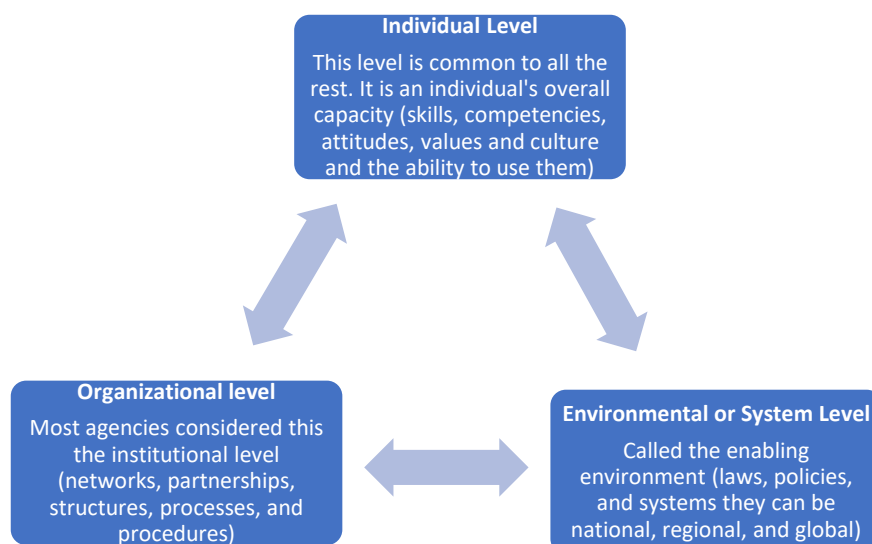 Individual Level
This level is common to all the
rest. It is an individual's overall
capacity (skills, competencies,
attitudes, values and culture
and the ability to use them)
Organizational level
Most agencies considered this
the institutional level
(networks, partnerships,
structures, processes, and
procedures)
Environmental or System Level
Called the enabling
environment (laws, policies,
and systems they can be
national, regional, and global)